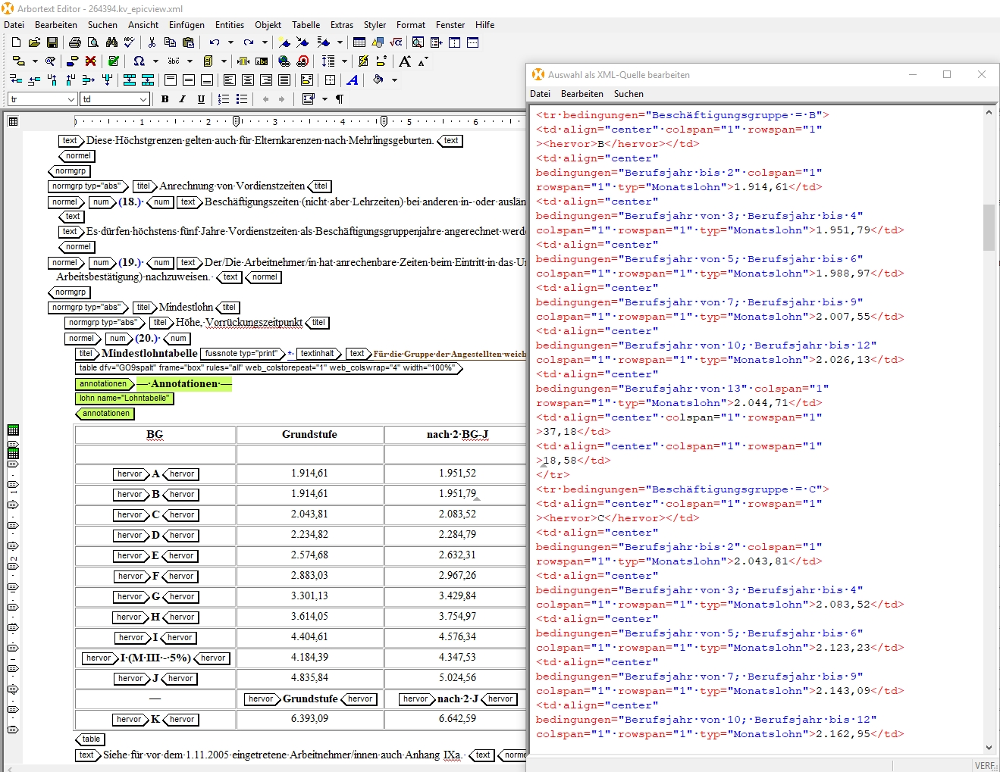 Arbortext Editor - 264394.kv_epicview.xml
Datei Bearbeiten Suchen Ansicht Einfügen Entities Objekt Tabelle Extras Styler Format Fenster Hilfe
tr td B I U
1 2 3 4 5 6
text Diese·Höchstgrenzen·gelten·auch·für·Elternkarenzen·nach·Mehrlingsgeburten. text
normel
normgrp
normgrp typ="abs" titel Anrechnung·von·Vordienstzeiten titel
normel num (18.)· num text Beschäftigungszeiten·(nicht·aber·Lehrzeiten)·bei·anderen·in-·oder·auslän
text
text Es·dürfen·höchstens·fünf·Jahre·Vordienstzeiten·als·Beschäftigungsgruppenjahre·angerechnet·werd
normel
normel num (19.)· num text Der/Die·Arbeitnehmer/in·hat·anrechenbare·Zeiten·beim·Eintritt·in·das·U
Arbeitsbestätigung)·nachzuweisen.· text normel
normgrp
normgrp typ="abs" titel Mindestlohn titel
normgrp typ="abs" titel Höhe,·Vorrückungszeitpunkt titel
normel num (20.)· num
titel Mindestlohntabelle fussnote typ="print" *· textinhalt text Für·die·Gruppe·der·Angestellten·weich
table dfv="GO9spalt" frame="box" rules="all" web_colstorepeat="1" web_colswrap="4" width="100%"
annotationen —·Annotationen·—
lohn name="Lohntabelle"
annotationen
BG Grundstufe nach·2·BG-J
hervor A hervor 1.914,61 1.951,52
hervor B hervor 1.914,61 1.951,79
hervor C hervor 2.043,81 2.083,52
hervor D hervor 2.234,82 2.284,79
hervor E hervor 2.574,68 2.632,31
hervor F hervor 2.883,03 2.967,26
hervor G hervor 3.301,13 3.429,84
hervor H hervor 3.614,05 3.754,97
hervor I hervor 4.404,61 4.576,34
hervor I·(M·III·-·5%) hervor 4.184,39 4.347,53
hervor J hervor 4.835,84 5.024,56
— hervor Grundstufe hervor hervor nach·2·J hervor
hervor K hervor 6.393,09 6.642,59
table
text Siehe·für·vor·dem·1.11.2005·eingetretene·Arbeitnehmer/innen·auch·Anhang·IXa.· text norme
1
2
Auswahl als XML-Quelle bearbeiten
Datei Bearbeiten Suchen
<tr·bedingungen="Beschäftigungsgruppe·=·B">
<td·align="center"·colspan="1"·rowspan="1"
><hervor>B</hervor></td>
<td·align="center"
bedingungen="Berufsjahr·bis·2"·colspan="1"
rowspan="1"·typ="Monatslohn">1.914,61</td>
<td·align="center"
bedingungen="Berufsjahr·von·3;·Berufsjahr·bis·4"
colspan="1"·rowspan="1"·typ="Monatslohn">1.951,79</td>
<td·align="center"
bedingungen="Berufsjahr·von·5;·Berufsjahr·bis·6"
colspan="1"·rowspan="1"·typ="Monatslohn">1.988,97</td>
<td·align="center"
bedingungen="Berufsjahr·von·7;·Berufsjahr·bis·9"
colspan="1"·rowspan="1"·typ="Monatslohn">2.007,55</td>
<td·align="center"
bedingungen="Berufsjahr·von·10;·Berufsjahr·bis·12"
colspan="1"·rowspan="1"·typ="Monatslohn">2.026,13</td>
<td·align="center"
bedingungen="Berufsjahr·von·13"·colspan="1"
rowspan="1"·typ="Monatslohn">2.044,71</td>
<td·align="center"·colspan="1"·rowspan="1"
>37,18</td>
<td·align="center"·colspan="1"·rowspan="1"
>18,58</td>
</tr>
<tr·bedingungen="Beschäftigungsgruppe·=·C">
<td·align="center"·colspan="1"·rowspan="1"
><hervor>C</hervor></td>
<td·align="center"
bedingungen="Berufsjahr·bis·2"·colspan="1"
rowspan="1"·typ="Monatslohn">2.043,81</td>
<td·align="center"
bedingungen="Berufsjahr·von·3;·Berufsjahr·bis·4"
colspan="1"·rowspan="1"·typ="Monatslohn">2.083,52</td>
<td·align="center"
bedingungen="Berufsjahr·von·5;·Berufsjahr·bis·6"
colspan="1"·rowspan="1"·typ="Monatslohn">2.123,23</td>
<td·align="center"
bedingungen="Berufsjahr·von·7;·Berufsjahr·bis·9"
colspan="1"·rowspan="1"·typ="Monatslohn">2.143,09</td>
<td·align="center"
bedingungen="Berufsjahr·von·10;·Berufsjahr·bis·12"
colspan="1"·rowspan="1"·typ="Monatslohn">2.162,95</td>
VERF